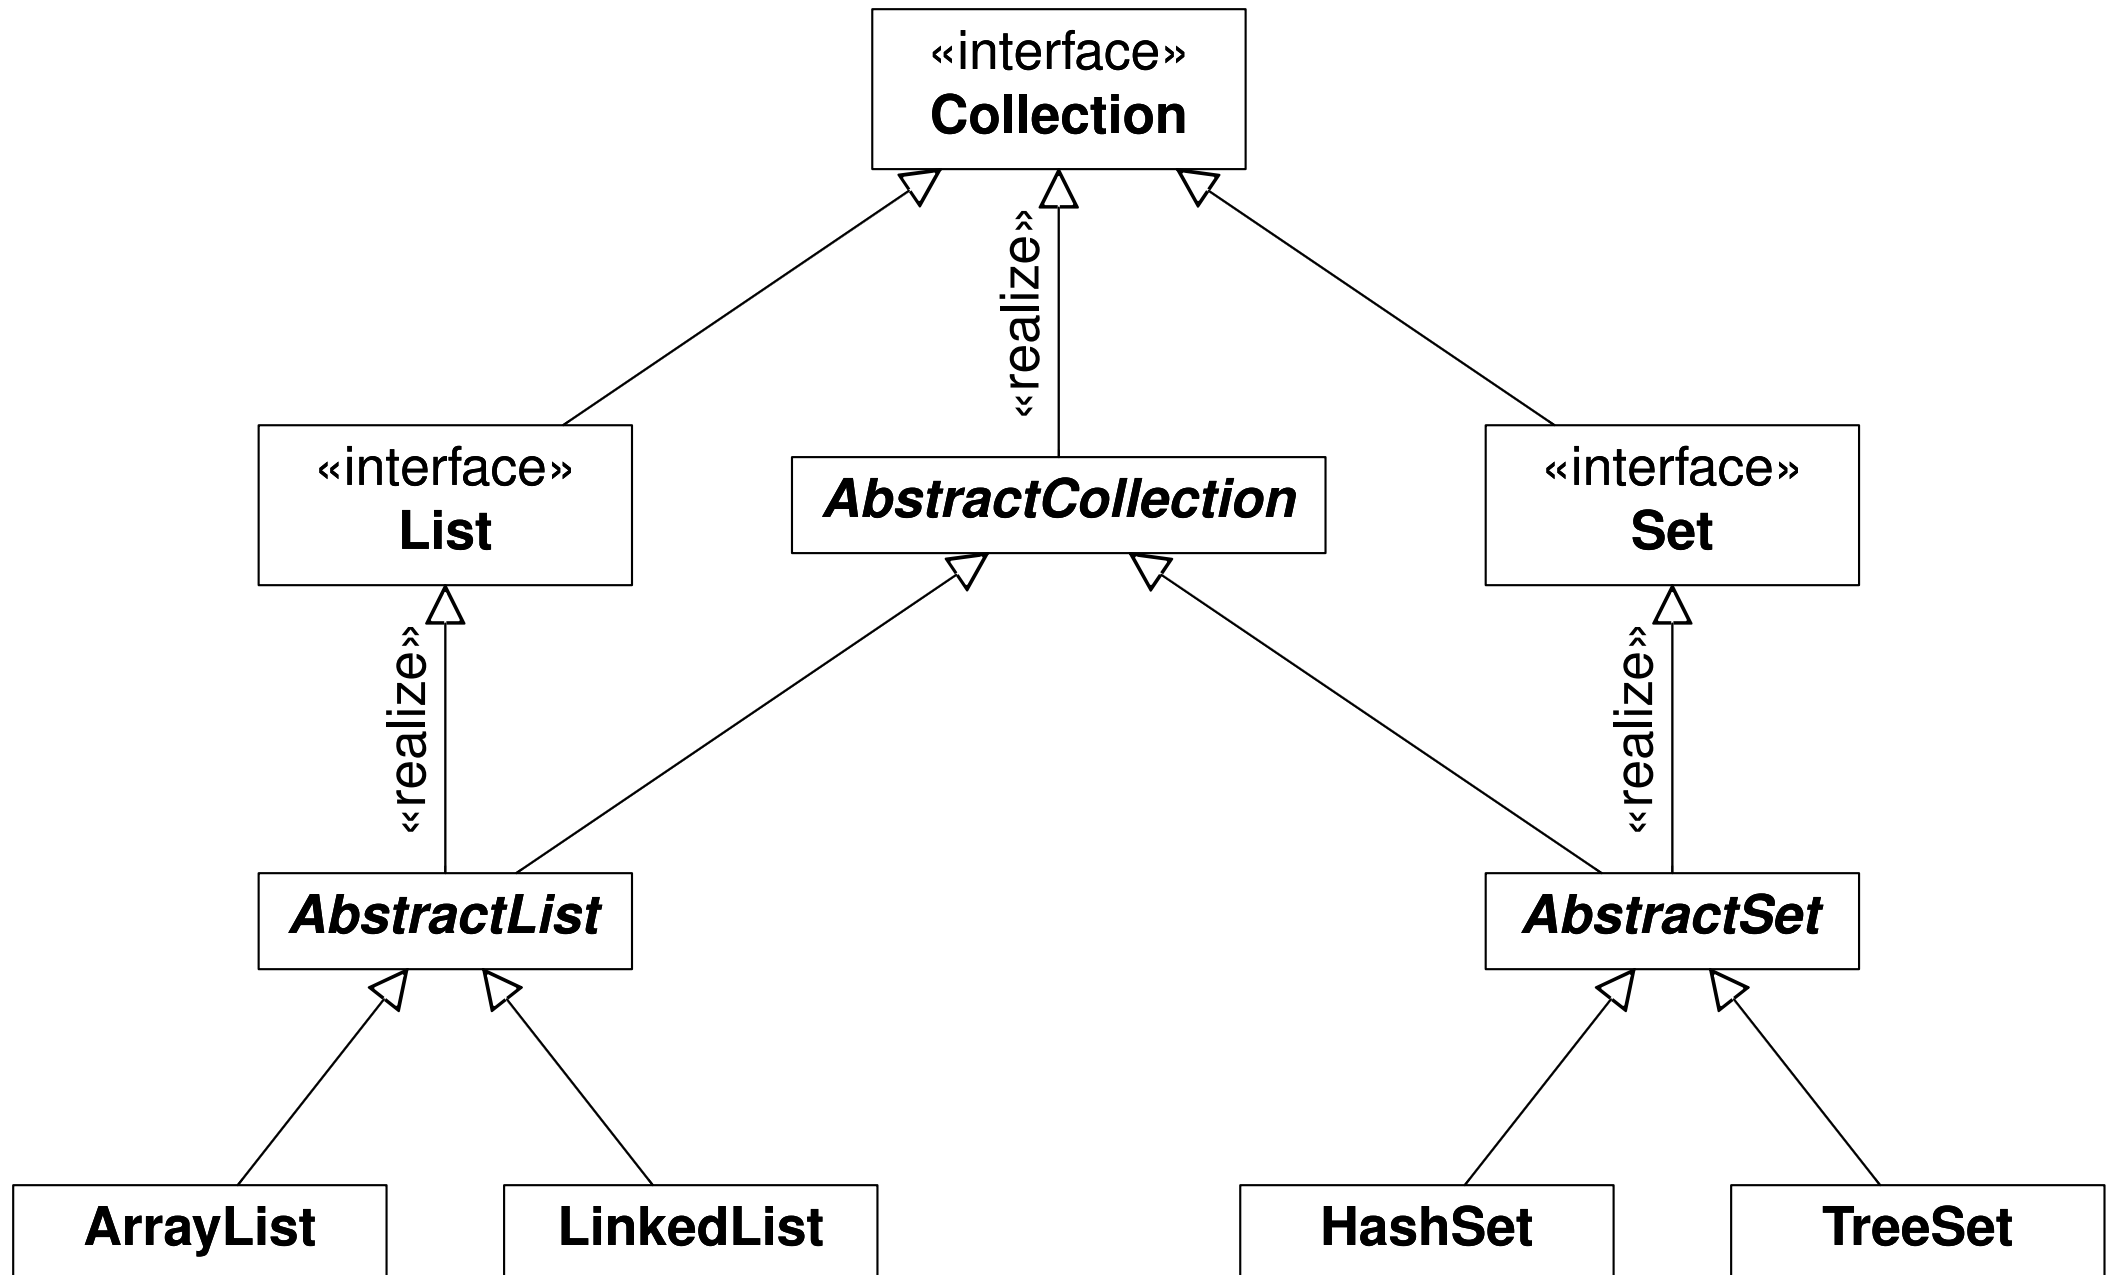 «interface»
Collection
«realize»
«interface»
List
AbstractCollection
«interface»
Set
«realize»
«realize»
AbstractList
AbstractSet
ArrayList
LinkedList
HashSet
TreeSet